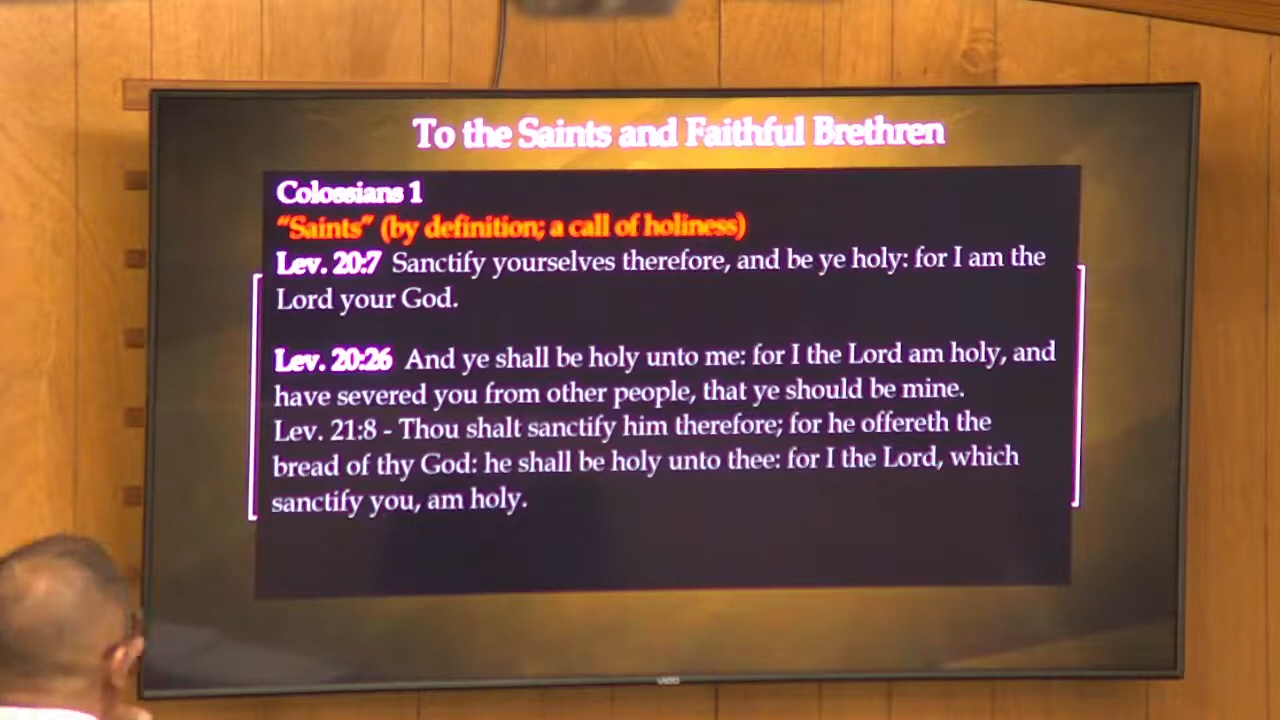 To the Saints and Faithful Brethren
Colossians 1
“Saints” (by definition; a call of holiness)
Lev. 20:7 Sanctify yourselves therefore, and be ye holy: for I am the
Lord your God.
Lev. 20:26 And ye shall be holy unto me: for I the Lord am holy, and
have severed you from other people, that ye should be mine.
Lev. 21:8 - Thou shalt sanctify him therefore; for he offereth the
bread of thy God: he shall be holy unto thee: for I the Lord, which
sanctify you, am holy.
VIZIO